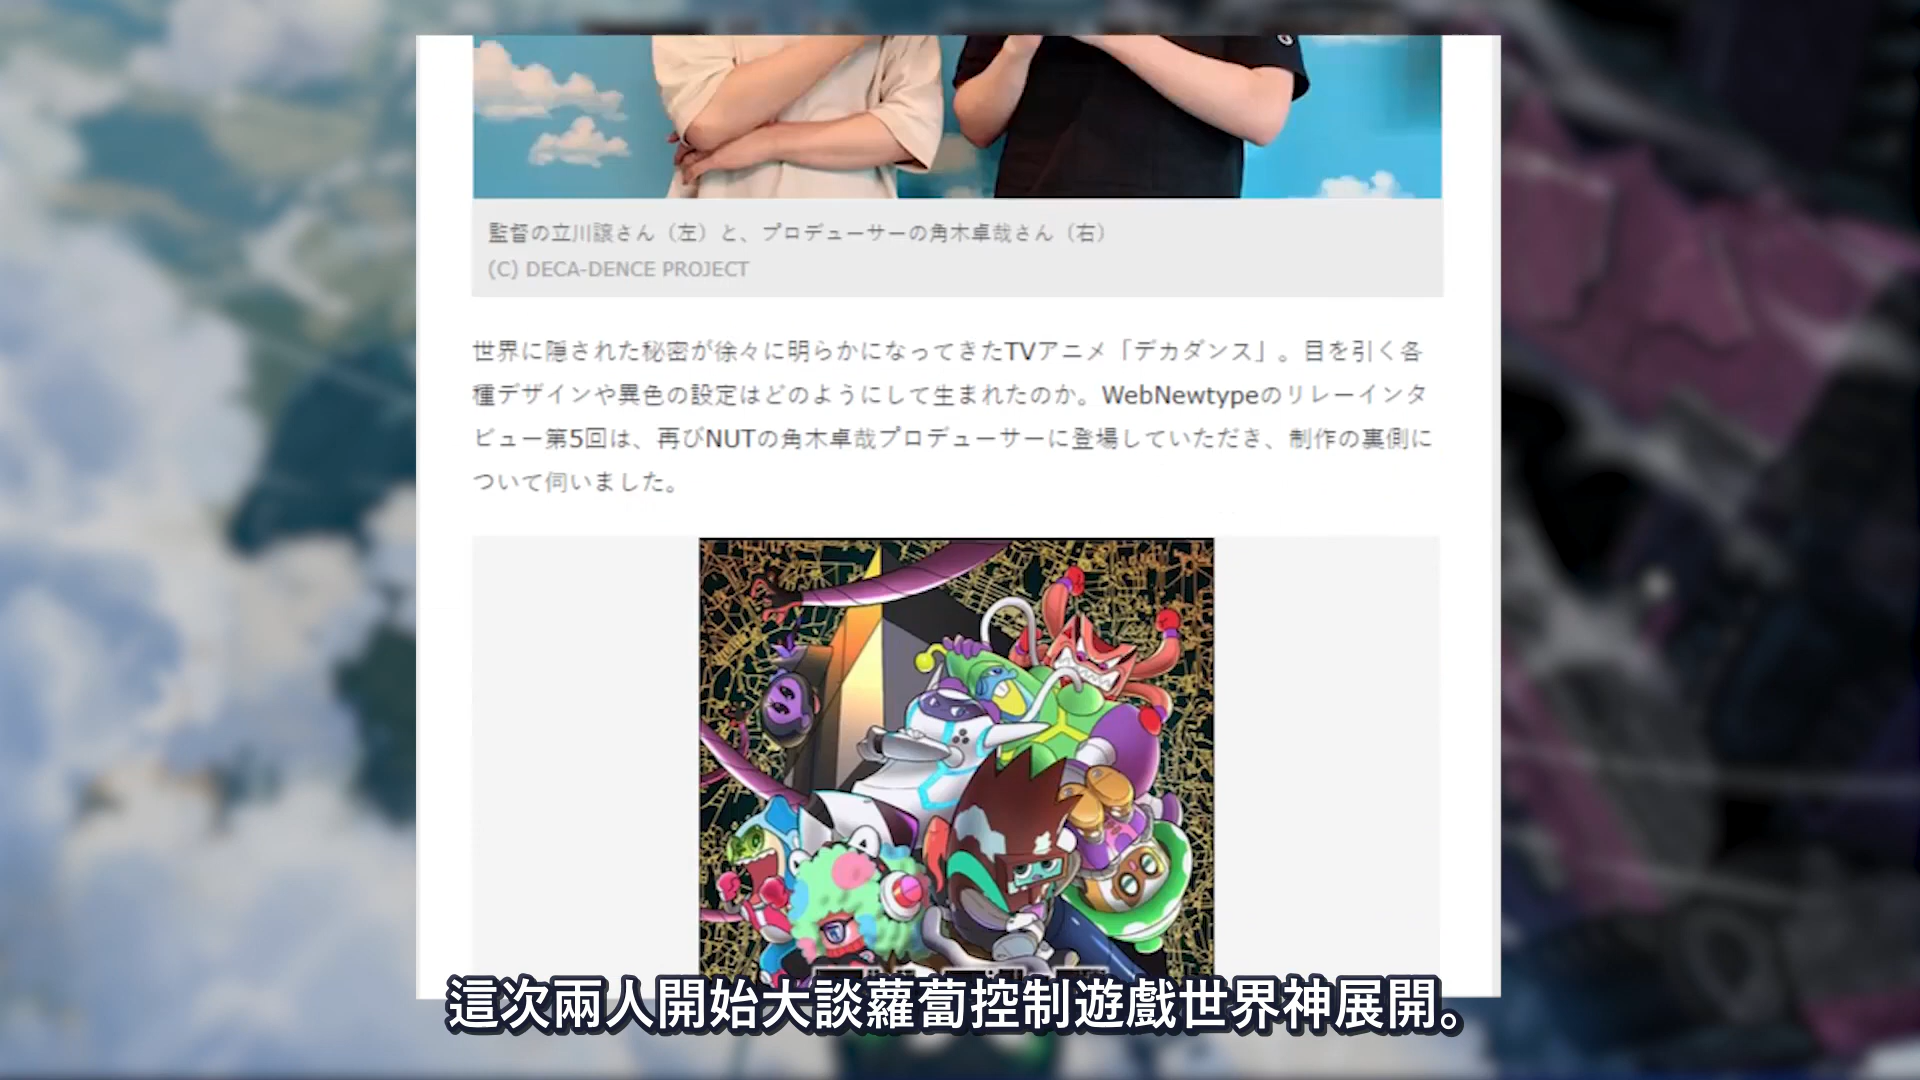 監督の立川譲さん（左）と、プロデューサーの角木卓哉さん（右）
(C) DECA-DENCE PROJECT
世界に隠された秘密が徐々に明らかになってきたTVアニメ「デカダンス」。目を引く各
種デザインや異色の設定はどのようにして生まれたのか。WebNewtypeのリレーインタ
ビュー第5回は、再びNUTの角木卓哉プロデューサーに登場していただき、制作の裏側に
ついて伺いました。
這次兩人開始大談蘿蔔控制遊戲世界神展開。